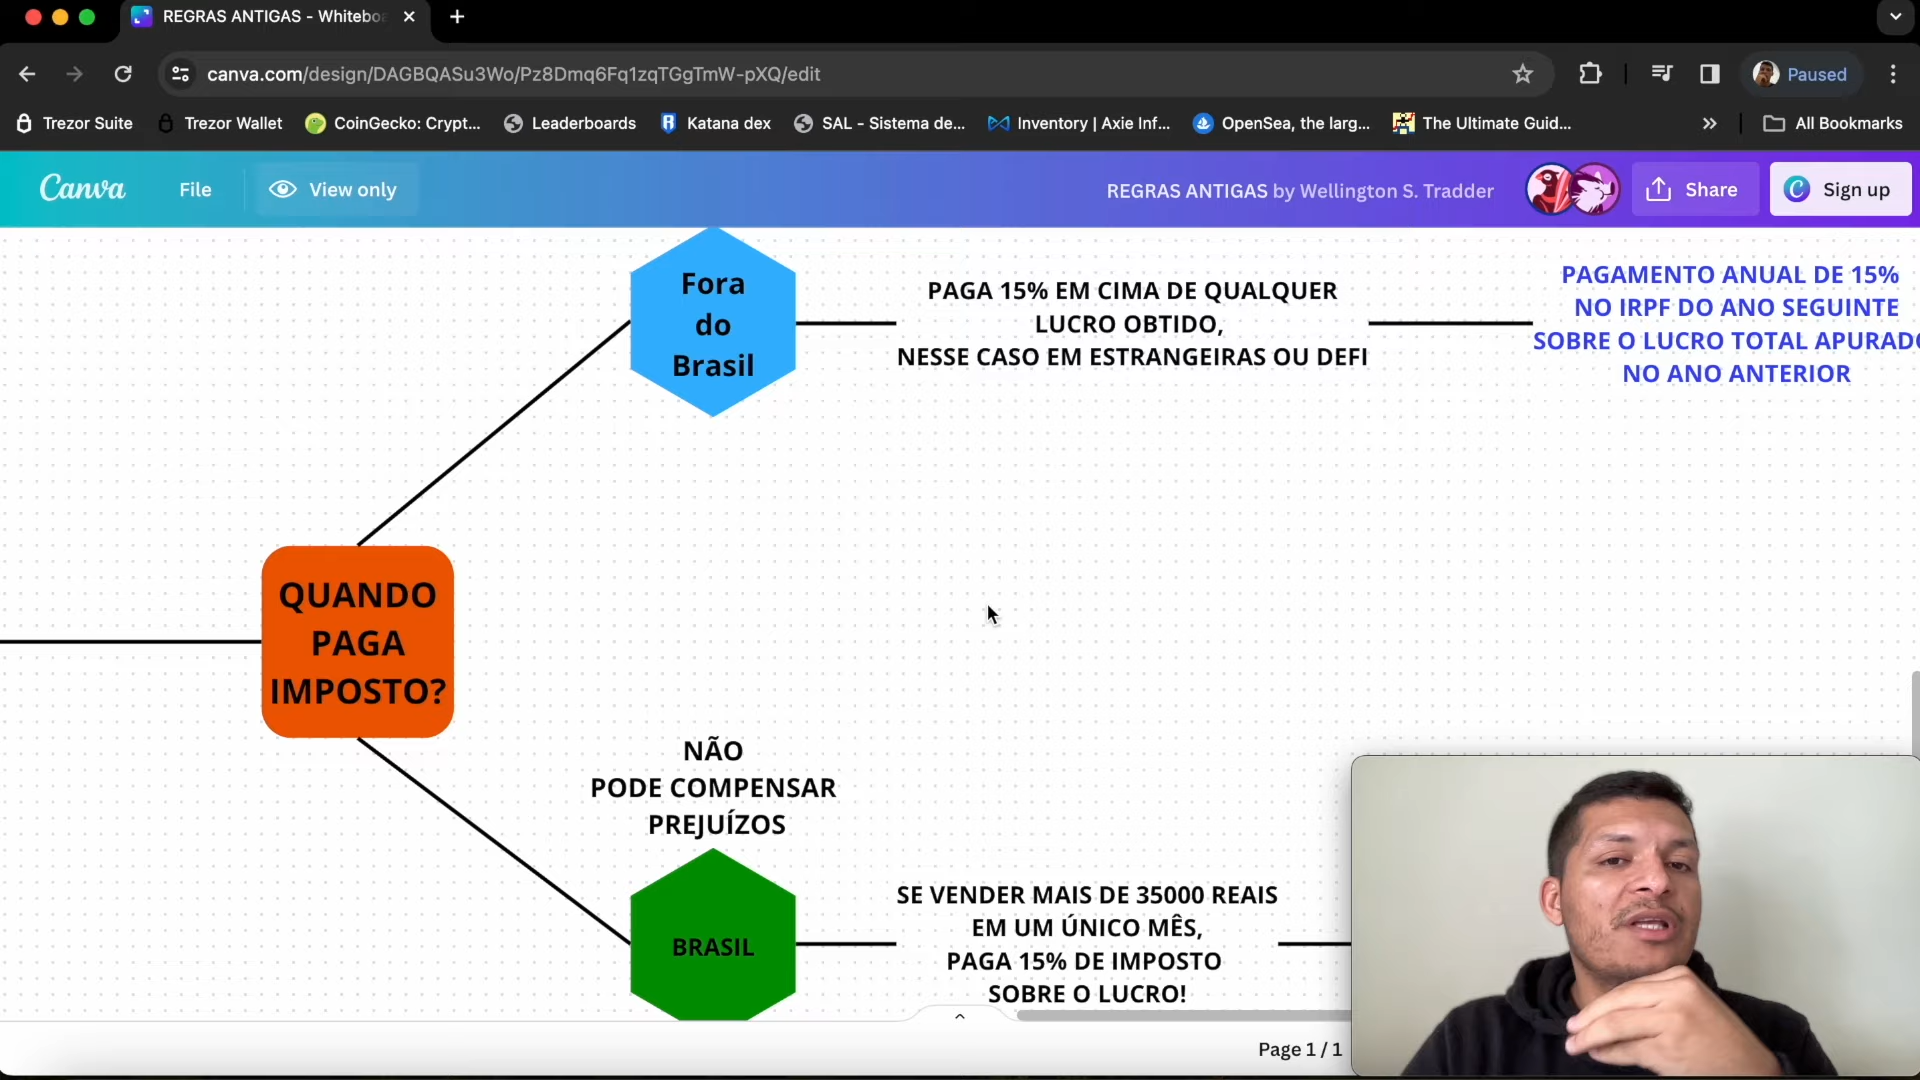 REGRAS ANTIGAS - Whitebo
canva.com/design/DAGBQASu3Wo/Pz8Dmq6Fq1zqTGgTmW-pXQ/edit
Paused
Trezor Suite
Trezor Wallet
CoinGecko: Crypt...
Leaderboards
Katana dex
SAL - Sistema de...
Inventory | Axie Inf...
OpenSea, the larg...
The Ultimate Guid...
All Bookmarks
Canva
File
View only
REGRAS ANTIGAS by Wellington S. Tradder
Share
Sign up
Fora
do
Brasil
PAGA 15% EM CIMA DE QUALQUER
LUCRO OBTIDO,
NESSE CASO EM ESTRANGEIRAS OU DEFI
PAGAMENTO ANUAL DE 15%
NO IRPF DO ANO SEGUINTE
SOBRE O LUCRO TOTAL APURADO
NO ANO ANTERIOR
QUANDO
PAGA
IMPOSTO?
NÃO
PODE COMPENSAR
PREJUÍZOS
BRASIL
SE VENDER MAIS DE 35000 REAIS
EM UM ÚNICO MÊS,
PAGA 15% DE IMPOSTO
SOBRE O LUCRO!
Page 1 / 1